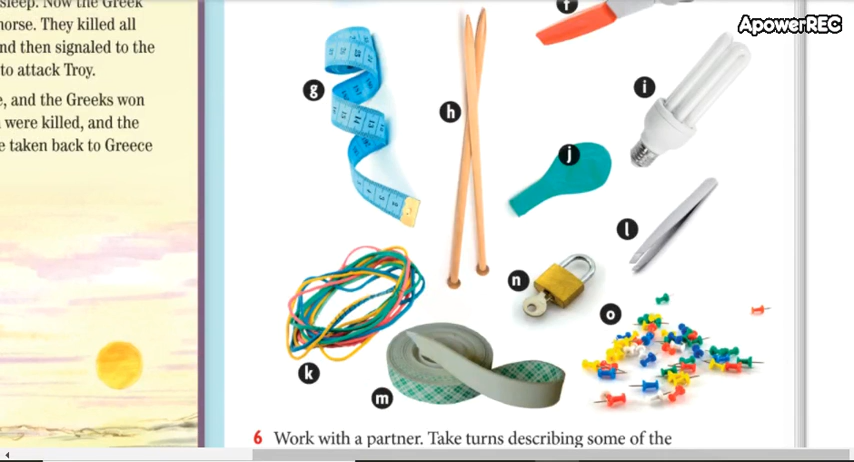 sleep. Now the Greek
horse. They killed all
nd then signaled to the
to attack Troy.
e, and the Greeks won
were killed, and the
e taken back to Greece
ApowerREC
f
g
h
i
j
l
n
o
k
m
6 Work with a partner. Take turns describing some of the